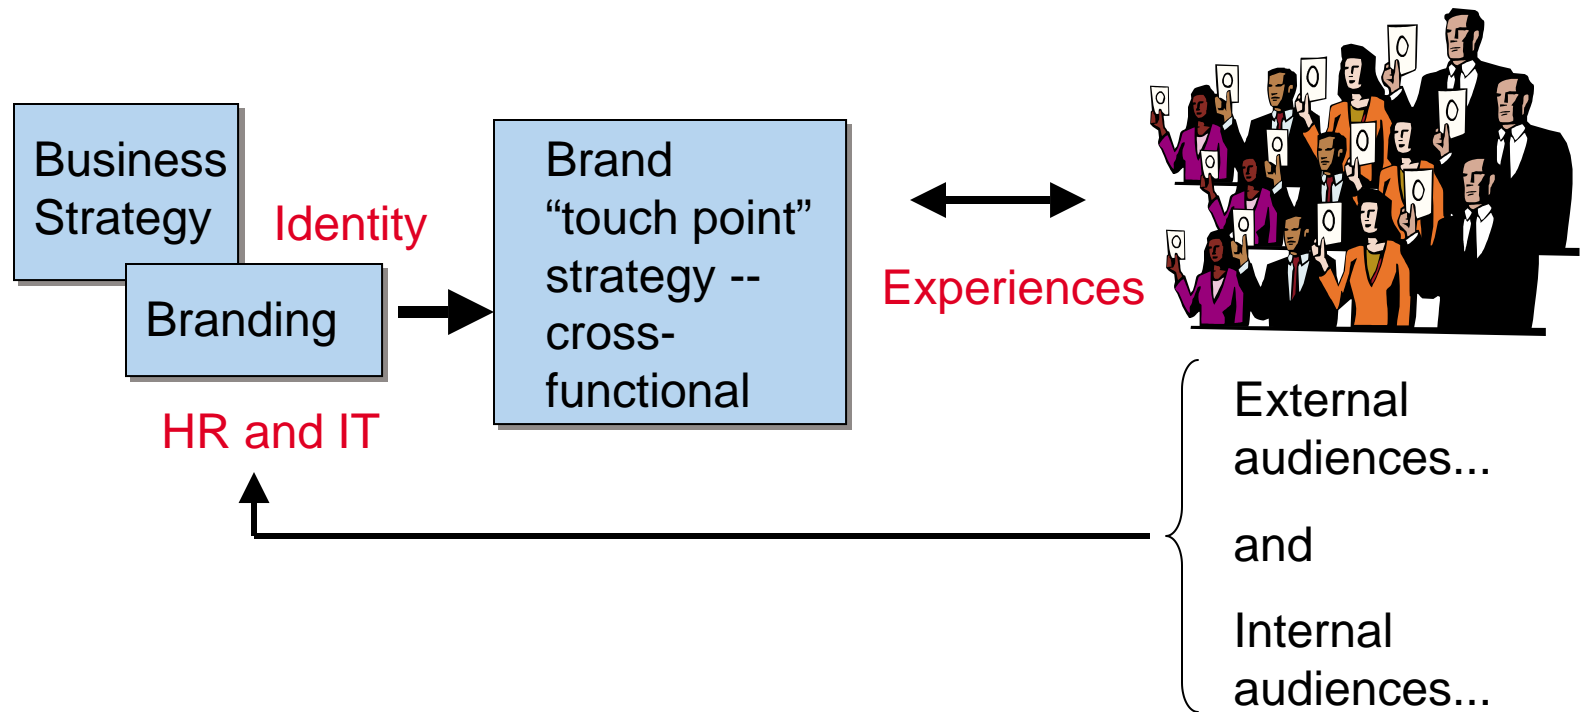 Business
Strategy
Identity
Branding
HR and IT
Brand
“touch point”
strategy --
cross-
functional
Experiences
External
audiences...
and
Internal
audiences...